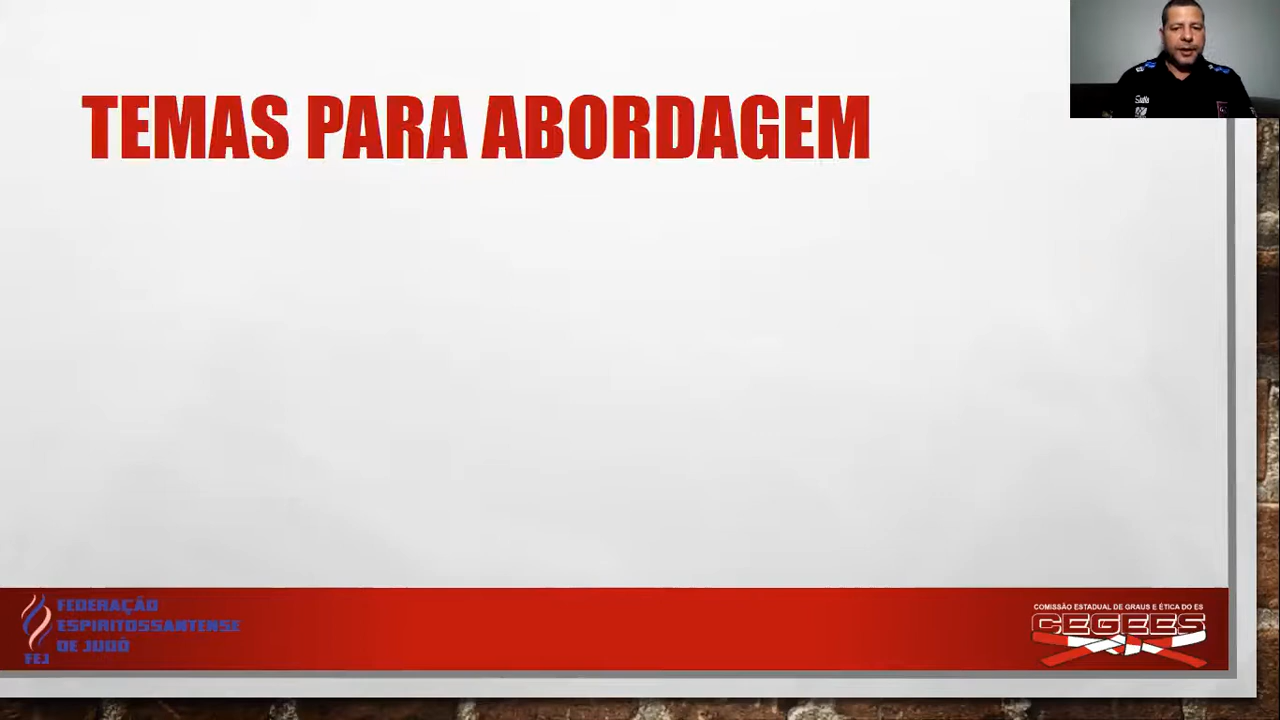 TEMAS PARA ABORDAGEM
FEDERAÇÃO
ESPIRITOSSANTENSE
DE JUDÔ
FEJ
COMISSÃO ESTADUAL DE GRAUS E ÉTICA DO ES
CEGEES